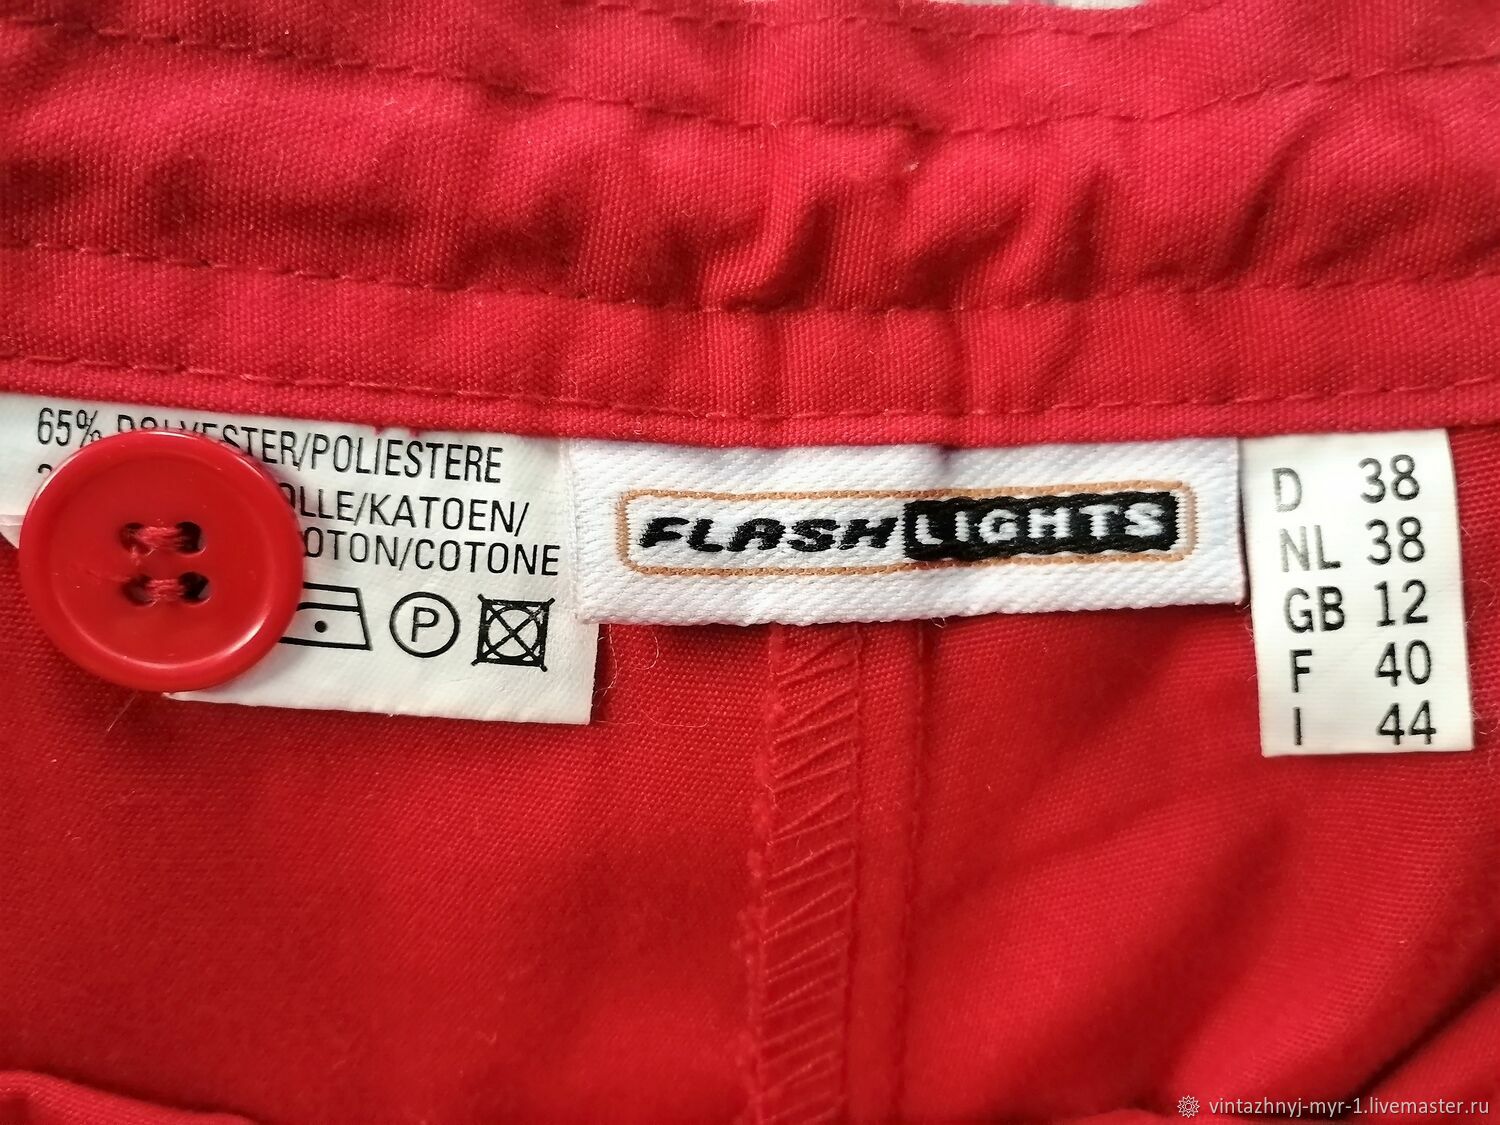 65% POLYESTER/POLIESTERE
OLLE/KATOEN/
OTON/COTONE
P
FLASHLIGHTS
D 38
NL 38
GB 12
F 40
I 44
vintazhnyj-myr-1.livemaster.ru